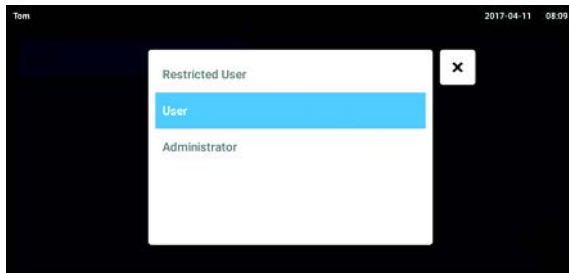 Tom 2017-04-11 08:09
Restricted User
User
Administrator